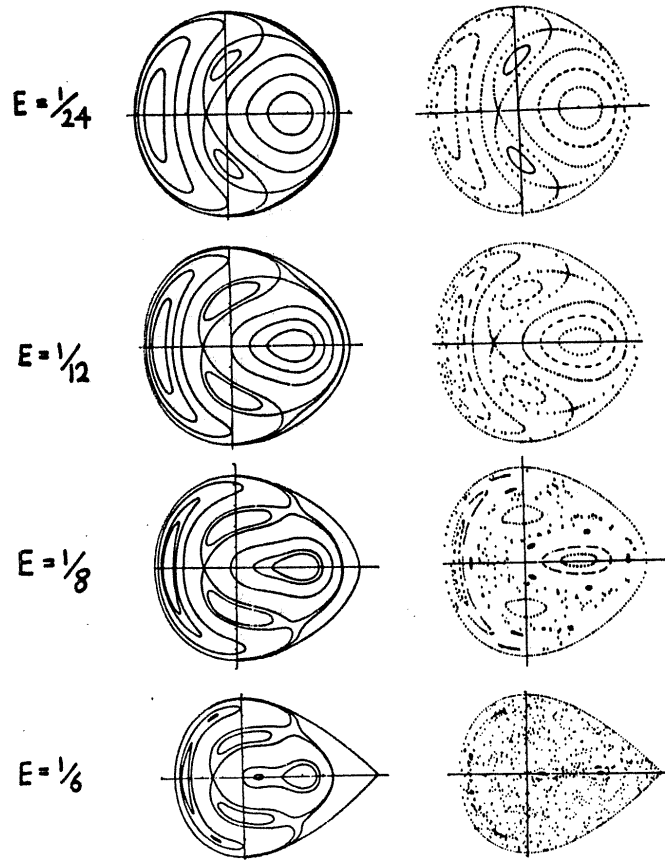 E = 1/24
E = 1/12
E = 1/8
E = 1/6